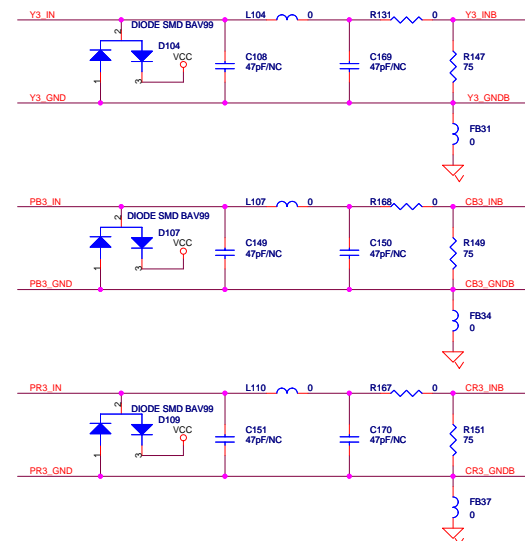 Y3_IN L104 0 R131 0 Y3_INB
2 DIODE SMD BAV99
D104
VCC
C108
47pF/NC
C169
47pF/NC
R147
75
1 3
Y3_GND Y3_GNDB
FB31
0
PB3_IN L107 0 R168 0 CB3_INB
2 DIODE SMD BAV99
D107
VCC
C149
47pF/NC
C150
47pF/NC
R149
75
1 3
PB3_GND CB3_GNDB
FB34
0
PR3_IN L110 0 R167 0 CR3_INB
2 DIODE SMD BAV99
D109
VCC
C151
47pF/NC
C170
47pF/NC
R151
75
1 3
PR3_GND CR3_GNDB
FB37
0